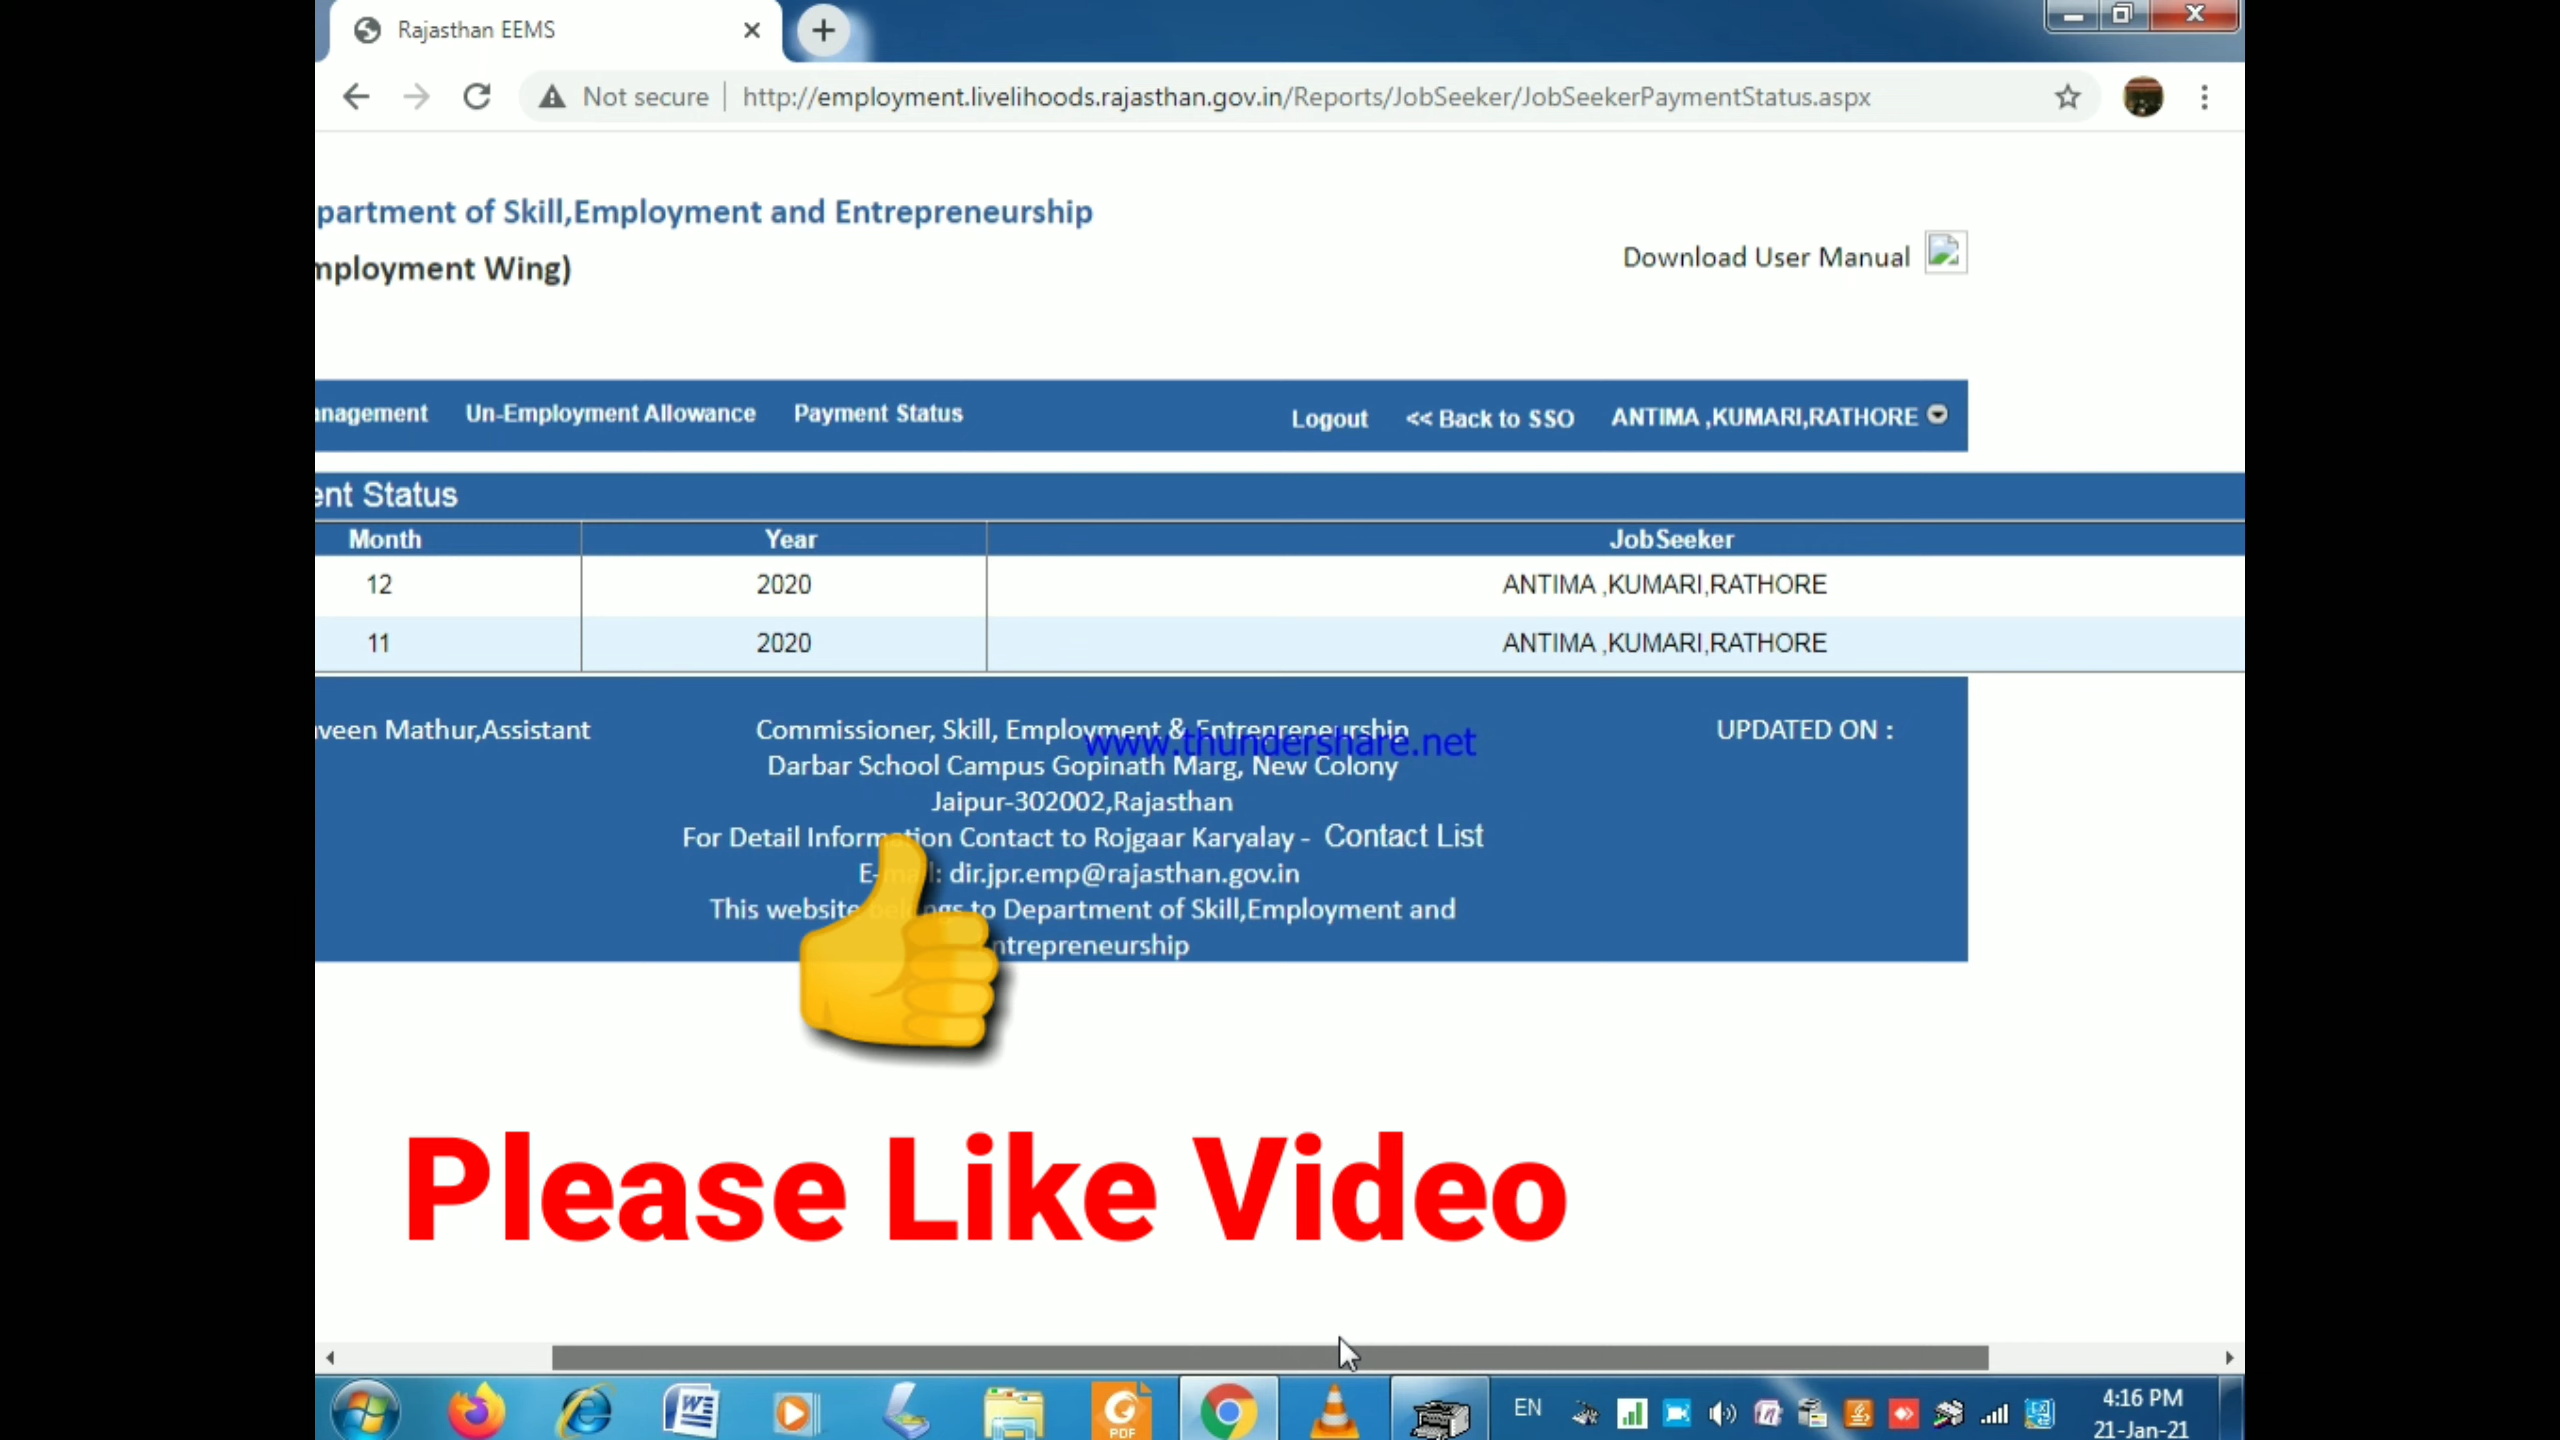 Rajasthan EEMS
Not secure | http://employment.livelihoods.rajasthan.gov.in/Reports/JobSeeker/JobSeekerPaymentStatus.aspx
partment of Skill,Employment and Entrepreneurship
mployment Wing)
Download User Manual
anagement Un-Employment Allowance Payment Status Logout << Back to SSO ANTIMA ,KUMARI,RATHORE
ent Status
Month Year JobSeeker
12 2020 ANTIMA ,KUMARI,RATHORE
11 2020 ANTIMA ,KUMARI,RATHORE
veen Mathur,Assistant
Commissioner, Skill, Employment & Entrepreneurship
UPDATED ON :
www.thundershare.net
Darbar School Campus Gopinath Marg, New Colony
Jaipur-302002,Rajasthan
For Detail Information Contact to Rojgaar Karyalay - Contact List
E-mail: dir.jpr.emp@rajasthan.gov.in
This website belongs to Department of Skill,Employment and
ntrepreneurship
Please Like Video
PDF
EN
4:16 PM
21-Jan-21